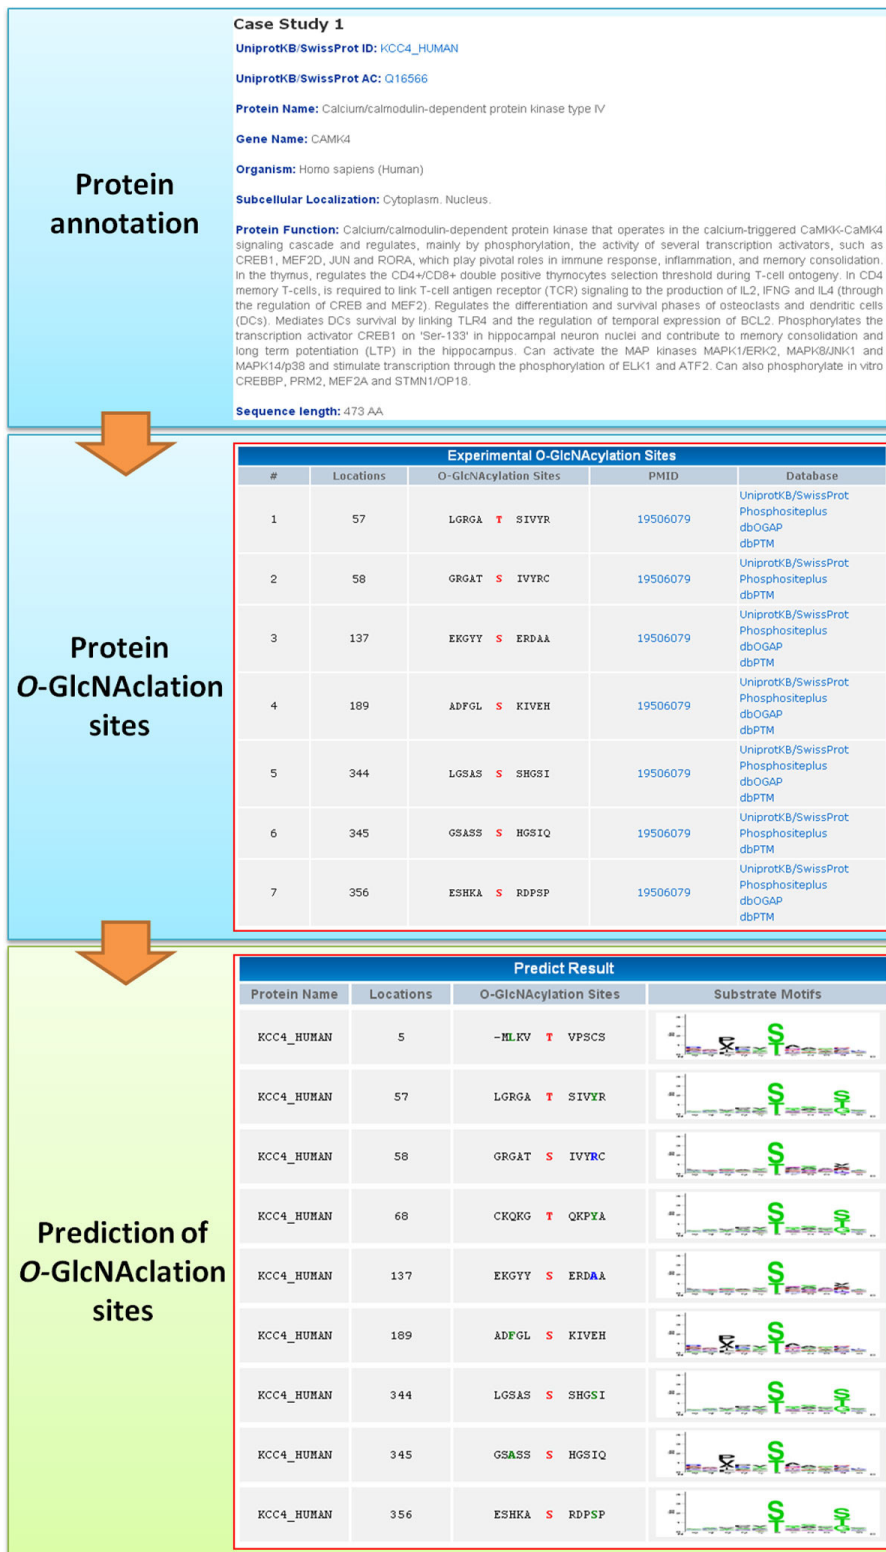 Case Study 1
UniprotKB/SwissProt ID: KCC4_HUMAN
UniprotKB/SwissProt AC: Q16566
Protein Name: Calcium/calmodulin-dependent protein kinase type IV
Gene Name: CAMK4
Organism: Homo sapiens (Human)
Subcellular Localization: Cytoplasm. Nucleus.
Protein Function: Calcium/calmodulin-dependent protein kinase that operates in the calcium-triggered CaMKK-CaMK4
signaling cascade and regulates, mainly by phosphorylation, the activity of several transcription activators, such as
CREB1, MEF2D, JUN and RORA, which play pivotal roles in immune response, inflammation, and memory consolidation.
In the thymus, regulates the CD4+/CD8+ double positive thymocytes selection threshold during T-cell ontogeny. In CD4
memory T-cells, is required to link T-cell antigen receptor (TCR) signaling to the production of IL2, IFNG and IL4 (through
the regulation of CREB and MEF2). Regulates the differentiation and survival phases of osteoclasts and dendritic cells
(DCs). Mediates DCs survival by linking TLR4 and the regulation of temporal expression of BCL2. Phosphorylates the
transcription activator CREB1 on 'Ser-133' in hippocampal neuron nuclei and contribute to memory consolidation and
long term potentiation (LTP) in the hippocampus. Can activate the MAP kinases MAPK1/ERK2, MAPK8/JNK1 and
MAPK14/p38 and stimulate transcription through the phosphorylation of ELK1 and ATF2. Can also phosphorylate in vitro
CREBBP, PRM2, MEF2A and STMN1/OP18.
Sequence length: 473 AA
Protein
annotation
Experimental O-GlcNAcylation Sites
# Locations O-GlcNAcylation Sites PMID Database
1 57 LGRGA T SIVYR 19506079 UniprotKB/SwissProt
Phosphositeplus
dbOGAP
dbPTM
2 58 GRGAT S IVYRC 19506079 UniprotKB/SwissProt
Phosphositeplus
dbPTM
3 137 EKGYY S ERDAA 19506079 UniprotKB/SwissProt
Phosphositeplus
dbOGAP
dbPTM
4 189 ADFGL S KIVEH 19506079 UniprotKB/SwissProt
Phosphositeplus
dbOGAP
dbPTM
5 344 LGSAS S SHGSI 19506079 UniprotKB/SwissProt
Phosphositeplus
dbOGAP
dbPTM
6 345 GSASS S HGSIQ 19506079 UniprotKB/SwissProt
Phosphositeplus
dbPTM
7 356 ESHKA S RDPSP 19506079 UniprotKB/SwissProt
Phosphositeplus
dbOGAP
dbPTM
Protein
O-GlcNAclation
sites
Predict Result
Protein Name Locations O-GlcNAcylation Sites Substrate Motifs
KCC4_HUMAN 5 -MLKV T VPSCS
KCC4_HUMAN 57 LGRGA T SIVYR
KCC4_HUMAN 58 GRGAT S IVYRC
KCC4_HUMAN 68 CKQKG T QKPYA
KCC4_HUMAN 137 EKGYY S ERDAA
KCC4_HUMAN 189 ADFGL S KIVEH
KCC4_HUMAN 344 LGSAS S SHGSI
KCC4_HUMAN 345 GSASS S HGSIQ
KCC4_HUMAN 356 ESHKA S RDPSP
Prediction of
O-GlcNAclation
sites